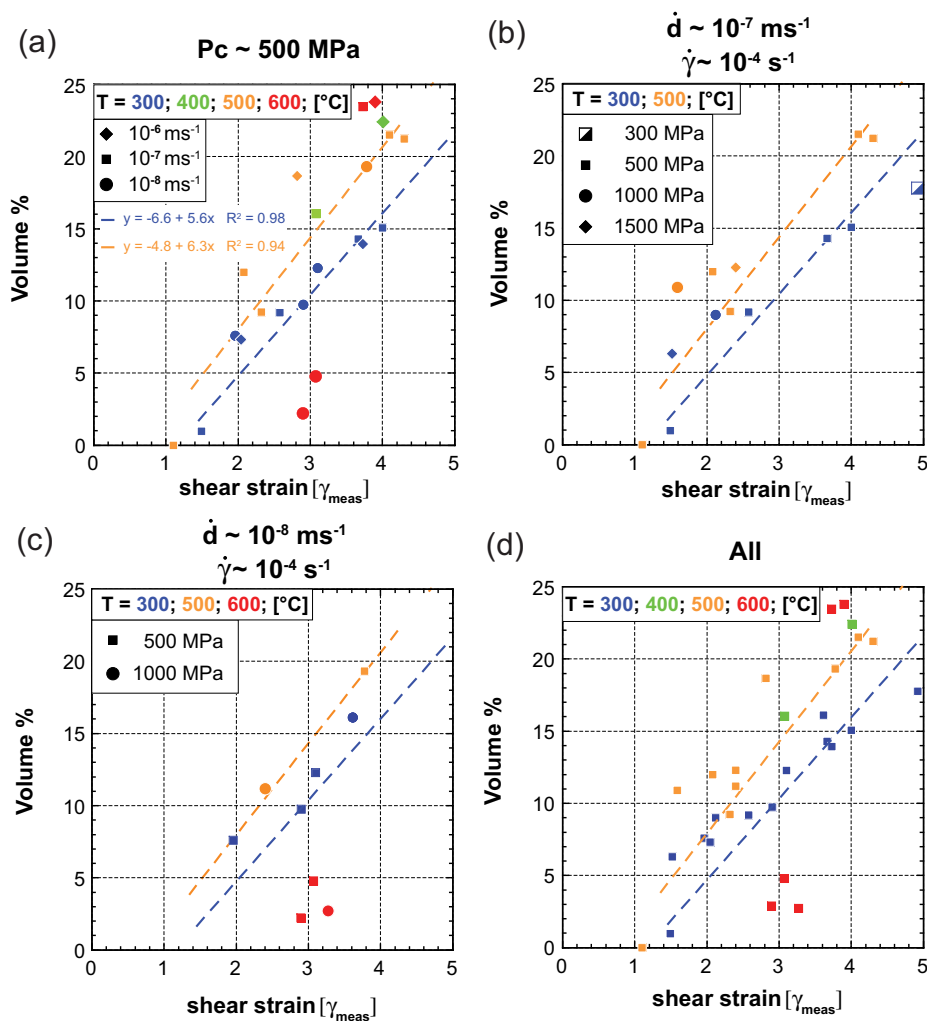 (a)
Pc ~ 500 MPa
T = 300; 400; 500; 600; [°C]
10⁻⁶ ms⁻¹
10⁻⁷ ms⁻¹
10⁻⁸ ms⁻¹
y = -6.6 + 5.6x R² = 0.98
y = -4.8 + 6.3x R² = 0.94
Volume %
25
20
15
10
5
0
0 1 2 3 4 5
shear strain [γmeas]
(b)
ḋ ~ 10⁻⁷ ms⁻¹
γ̇ ~ 10⁻⁴ s⁻¹
T = 300; 500; [°C]
300 MPa
500 MPa
1000 MPa
1500 MPa
Volume %
25
20
15
10
5
0
0 1 2 3 4 5
shear strain [γmeas]
(c)
ḋ ~ 10⁻⁸ ms⁻¹
γ̇ ~ 10⁻⁴ s⁻¹
T = 300; 500; 600; [°C]
500 MPa
1000 MPa
Volume %
25
20
15
10
5
0
0 1 2 3 4 5
shear strain [γmeas]
(d)
All
T = 300; 400; 500; 600; [°C]
Volume %
25
20
15
10
5
0
0 1 2 3 4 5
shear strain [γmeas]